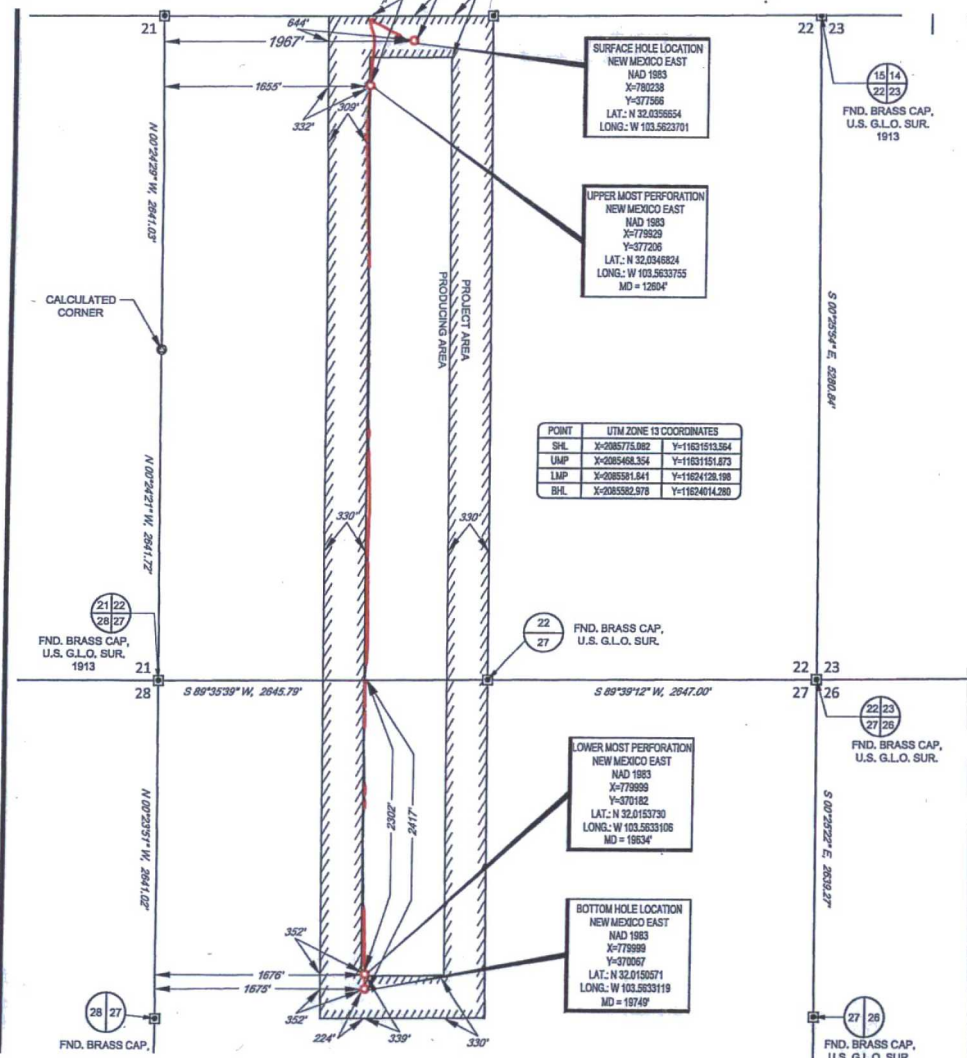 21
22 23
644'
1967'
1655'
332'
309'
SURFACE HOLE LOCATION
NEW MEXICO EAST
NAD 1983
X=780238
Y=377566
LAT.: N 32.0356654
LONG.: W 103.5623701
15 14
22 23
FND. BRASS CAP,
U.S. G.L.O. SUR.
1913
N 00°24'29" W, 2641.03'
UPPER MOST PERFORATION
NEW MEXICO EAST
NAD 1983
X=779929
Y=377206
LAT.: N 32.0346824
LONG.: W 103.5633755
MD = 12604'
CALCULATED
CORNER
PRODUCING AREA
PROJECT AREA
S 00°25'54" E, 5280.84'
POINT UTM ZONE 13 COORDINATES
SHL X=2085775.082 Y=11631513.564
UMP X=2085468.354 Y=11631151.873
LMP X=2085581.841 Y=11624129.198
BHL X=2085582.978 Y=11624014.280
N 00°24'21" W, 2641.72'
330'
330'
21 22
28 27
FND. BRASS CAP,
U.S. G.L.O. SUR.
1913
22
27
FND. BRASS CAP,
U.S. G.L.O. SUR.
21
28
22 23
27 26
S 89°35'39" W, 2645.79'
S 89°39'12" W, 2647.00'
22 23
27 26
FND. BRASS CAP,
U.S. G.L.O. SUR.
LOWER MOST PERFORATION
NEW MEXICO EAST
NAD 1983
X=779999
Y=370182
LAT.: N 32.0153730
LONG.: W 103.5633106
MD = 19634'
2302'
2417'
N 00°23'51" W, 2641.02'
S 00°25'22" E, 2639.27'
BOTTOM HOLE LOCATION
NEW MEXICO EAST
NAD 1983
X=779999
Y=370067
LAT.: N 32.0150571
LONG.: W 103.5633119
MD = 19749'
352'
1676'
1675'
352'
224'
339'
330'
28 27
FND. BRASS CAP,
27 26
FND. BRASS CAP,
U.S. G.L.O. SUR.